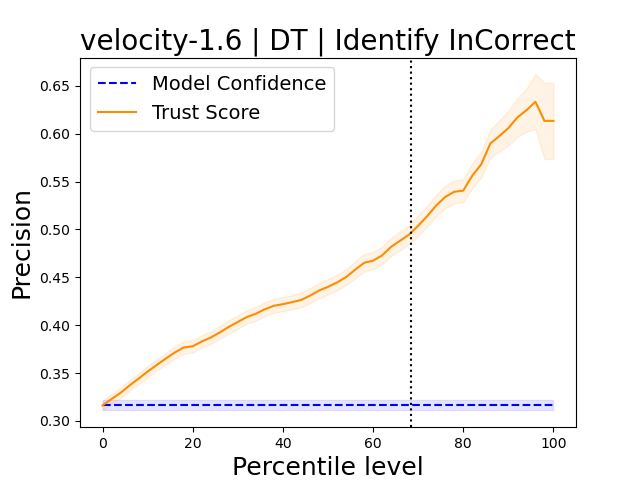 velocity-1.6 | DT | Identify InCorrect
Model Confidence
Trust Score
Precision
0.65
0.60
0.55
0.50
0.45
0.40
0.35
0.30
0 20 40 60 80 100
Percentile level